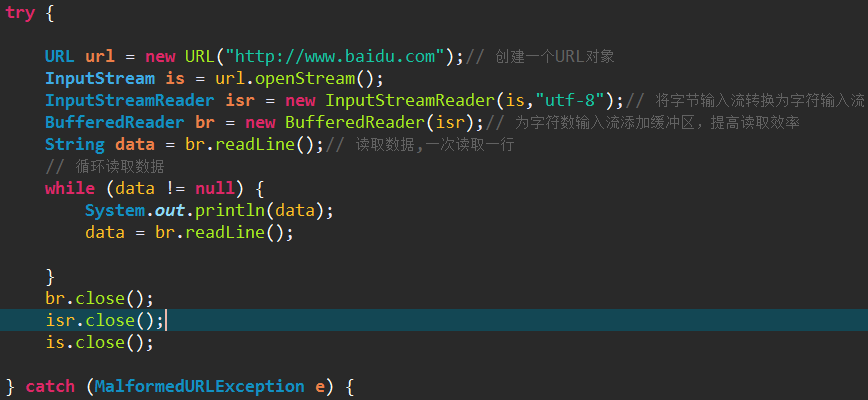 try {
URL url = new URL("http://www.baidu.com");// 创建一个URL对象
InputStream is = url.openStream();
InputStreamReader isr = new InputStreamReader(is,"utf-8");// 将字节输入流转换为字符输入流
BufferedReader br = new BufferedReader(isr);// 为字符数输入流添加缓冲区，提高读取效率
String data = br.readLine();// 读取数据,一次读取一行
// 循环读取数据
while (data != null) {
System.out.println(data);
data = br.readLine();
}
br.close();
isr.close();
is.close();
} catch (MalformedURLException e) {